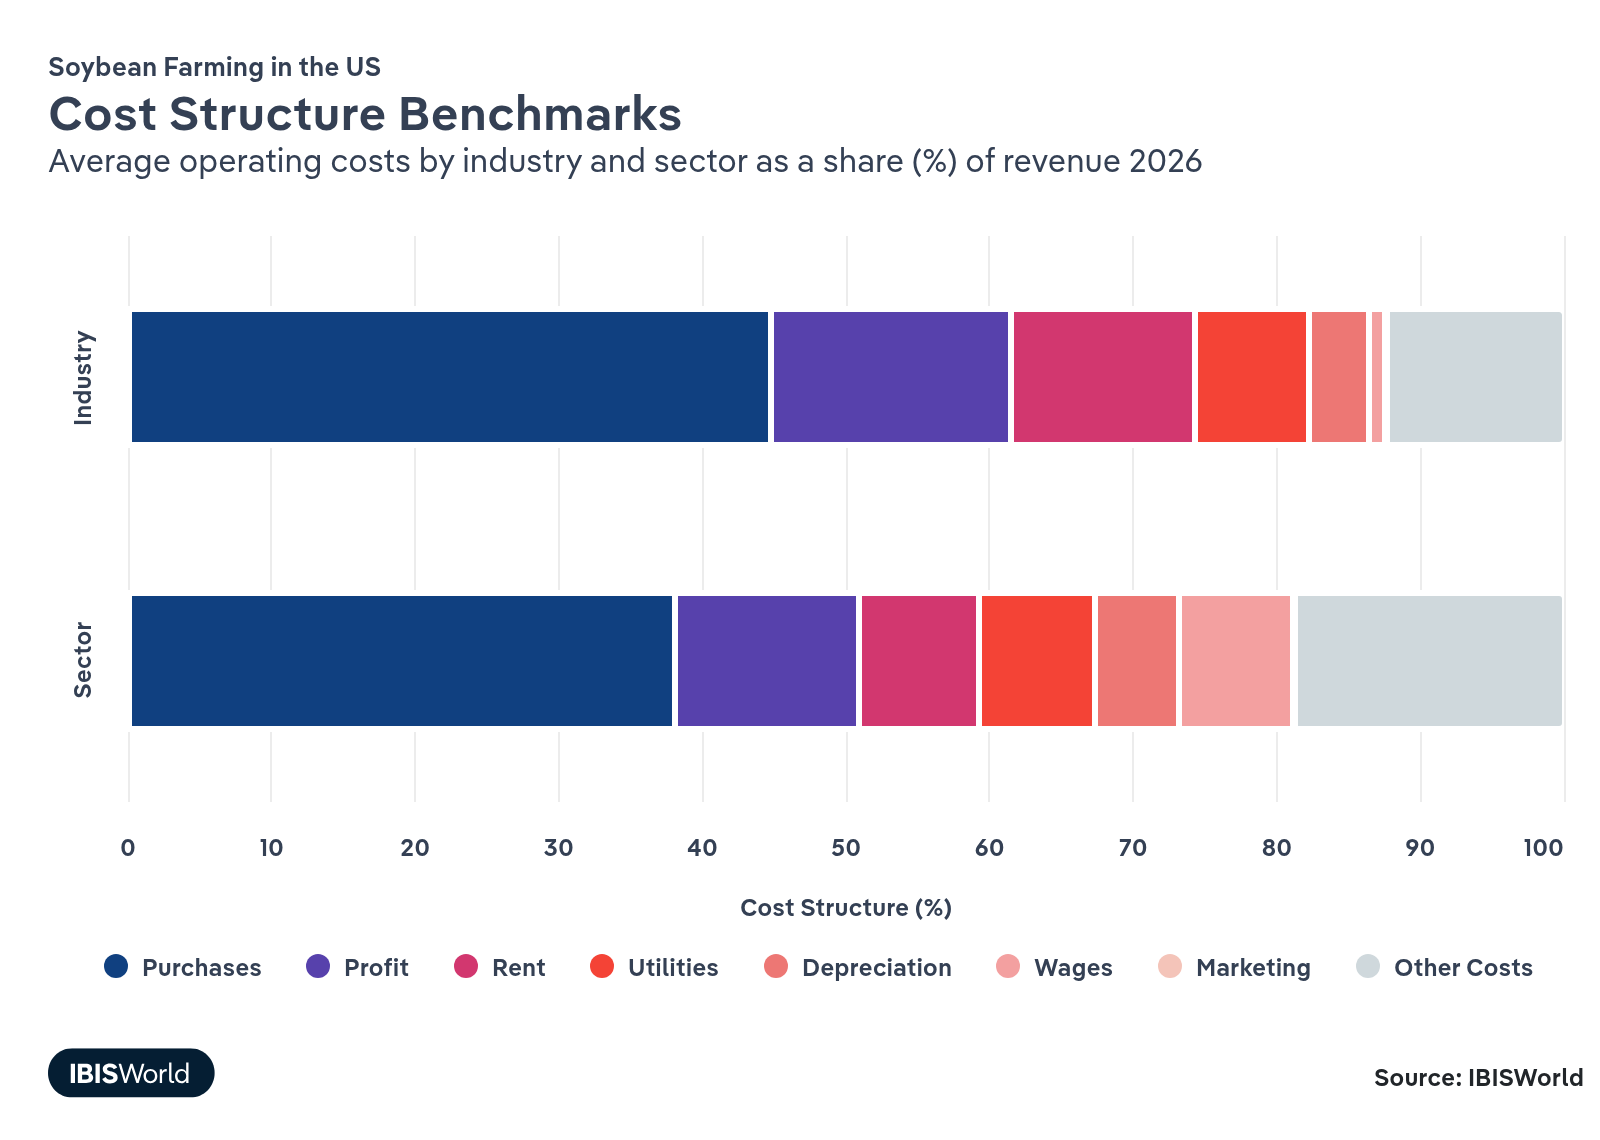 Soybean Farming in the US
Cost Structure Benchmarks
Average operating costs by industry and sector as a share (%) of revenue 2026
Industry
Sector
0 10 20 30 40 50 60 70 80 90 100
Cost Structure (%)
Purchases Profit Rent Utilities Depreciation Wages Marketing Other Costs
IBISWorld
Source: IBISWorld